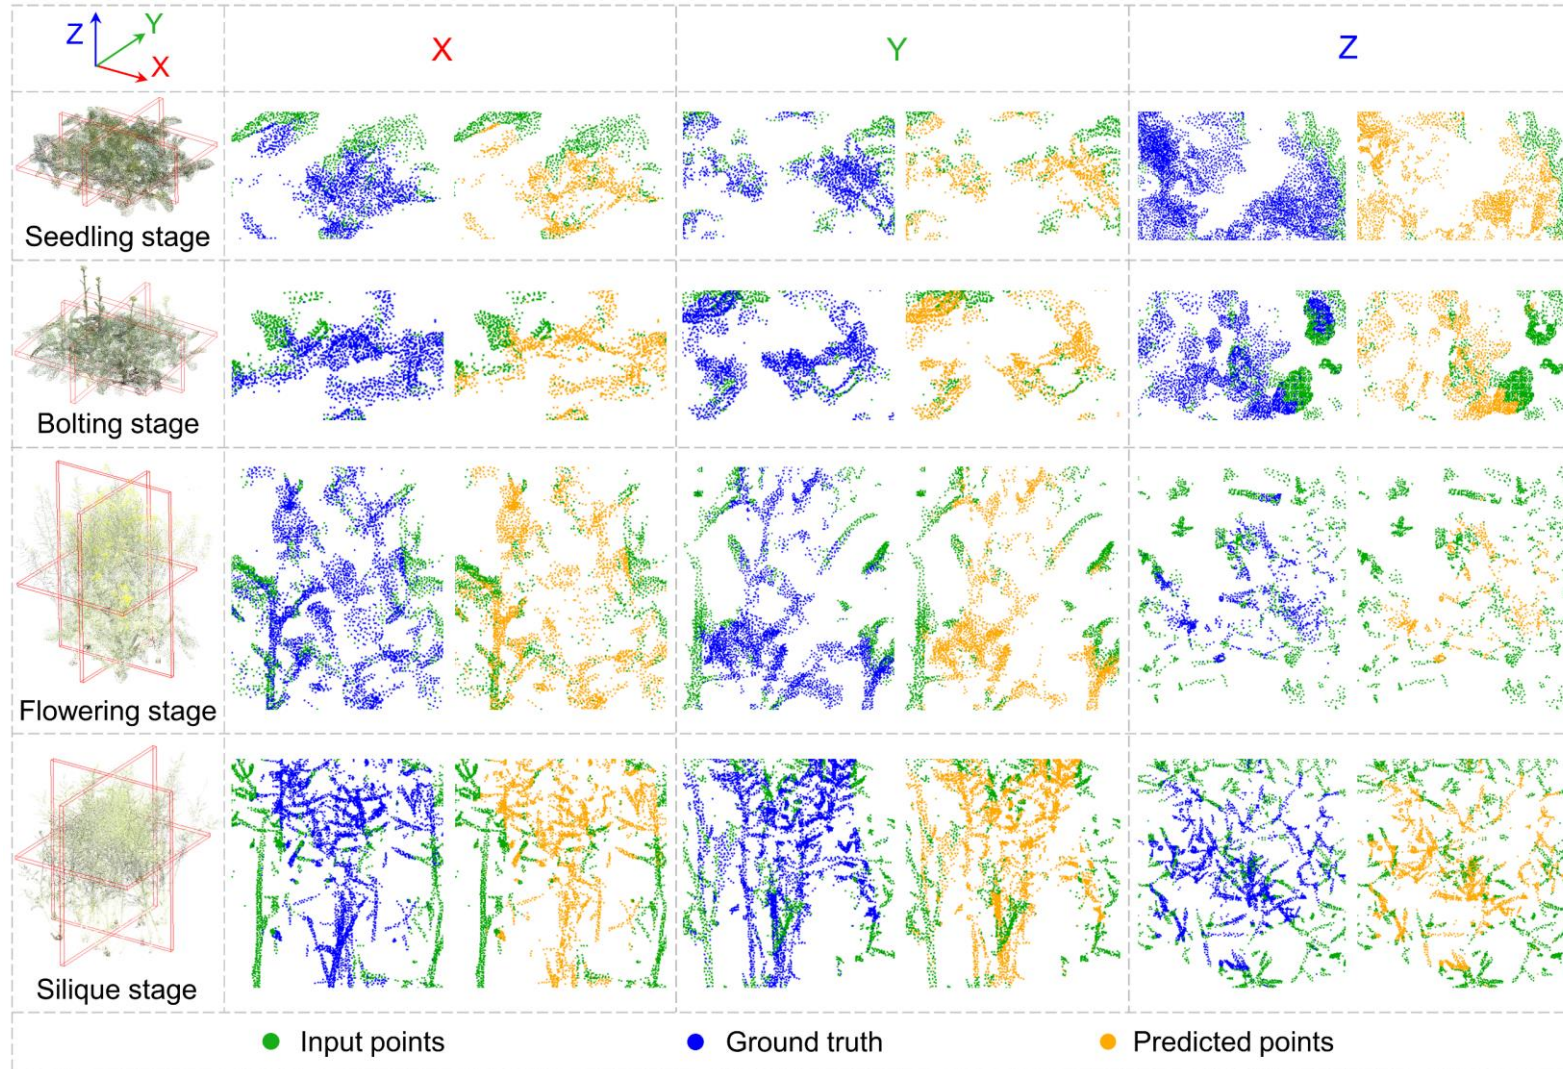 Z
Y
X
X
Y
Z
Seedling stage
Bolting stage
Flowering stage
Silique stage
Input points
Ground truth
Predicted points